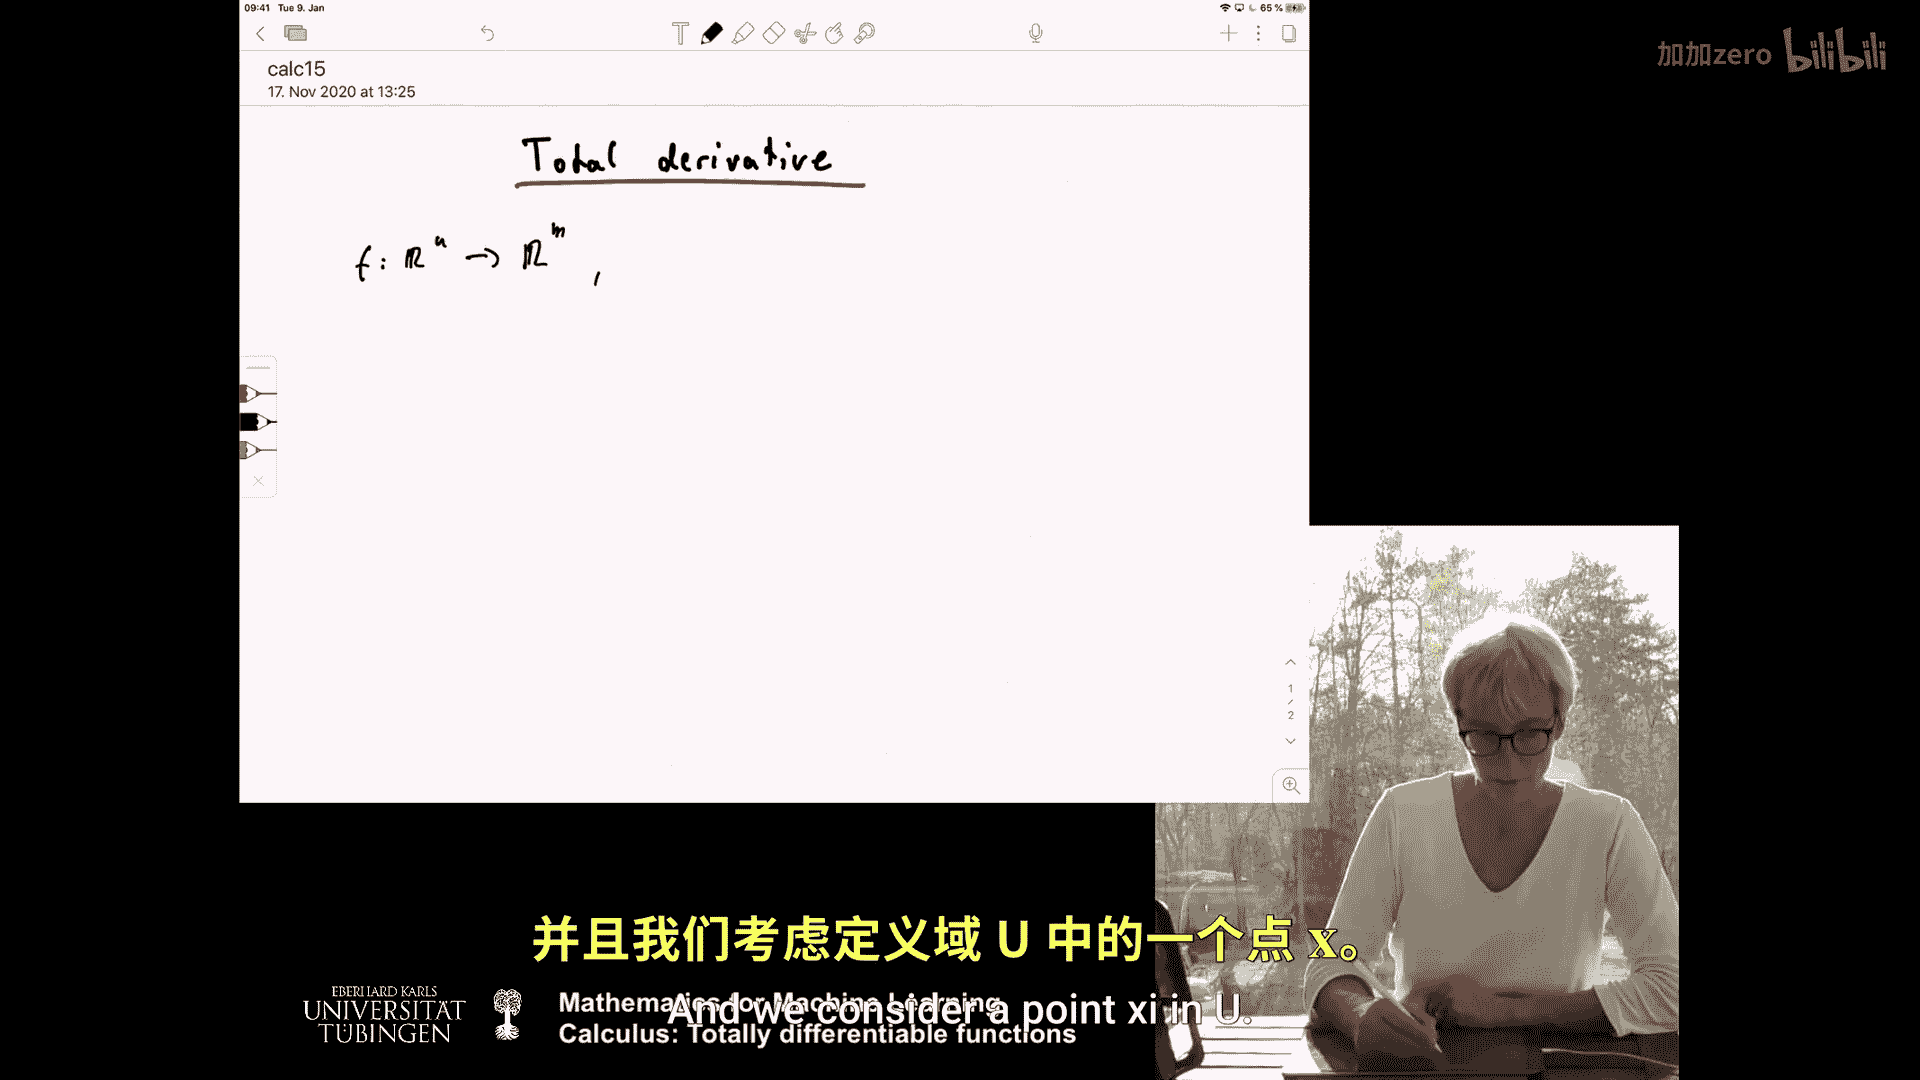 09:41 Tue 9. Jan
65 %
加加zero bilibili
calc15
17. Nov 2020 at 13:25
Total derivative
f: ℝⁿ → ℝᵐ ,
1
/
2
并且我们考虑定义域 U 中的一个点 x。
And we consider a point xi in U.
EBERHARD KARLS
UNIVERSITÄT
TÜBINGEN
Mathematics for Machine Learning
Calculus: Totally differentiable functions